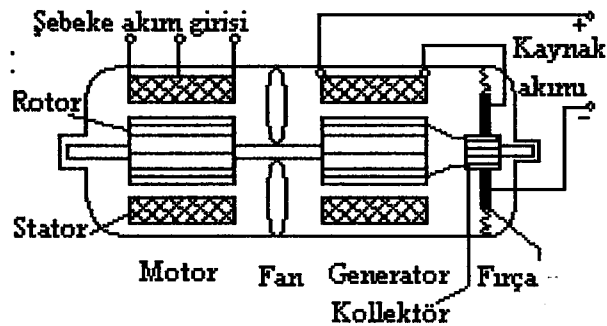 Şebeke akım girisi
+
Kaynak
akımı
−
Rotor
Stator
Motor
Fan
Generator
Fırça
Kollektör